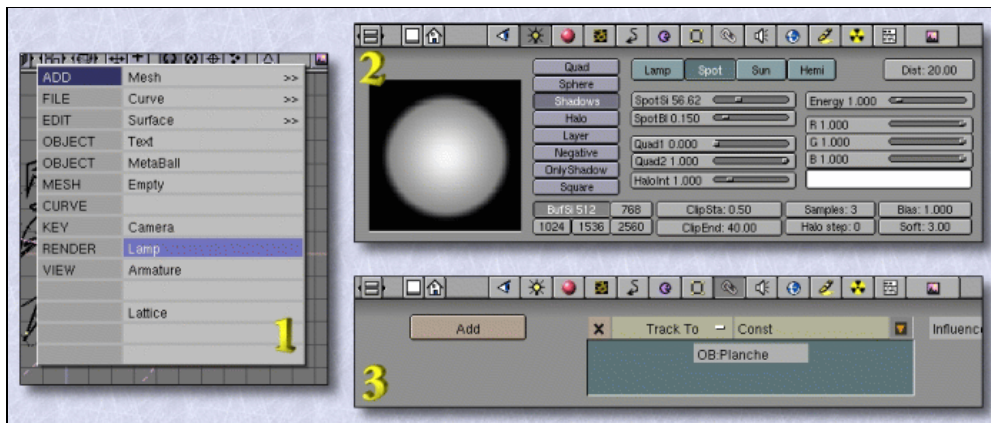 ADD Mesh >>
FILE Curve >>
EDIT Surface >>
OBJECT Text
OBJECT MetaBall
MESH Empty
CURVE
KEY Camera
RENDER Lamp
VIEW Armature
Lattice
1
2
Quad
Sphere
Shadows
Halo
Layer
Negative
OnlyShadow
Square
Lamp Spot Sun Hemi Dist: 20.00
SpotSi 56.62 Energy 1.000
SpotBl 0.150 R 1.000
Quad1 0.000 G 1.000
Quad2 1.000 B 1.000
HaloInt 1.000
BufSi 512 768 ClipSta: 0.50 Samples: 3 Bias: 1.000
1024 1536 2560 ClipEnd: 40.00 Halo step: 0 Soft: 3.00
Add X Track To Const Influenc
OB:Planche
3